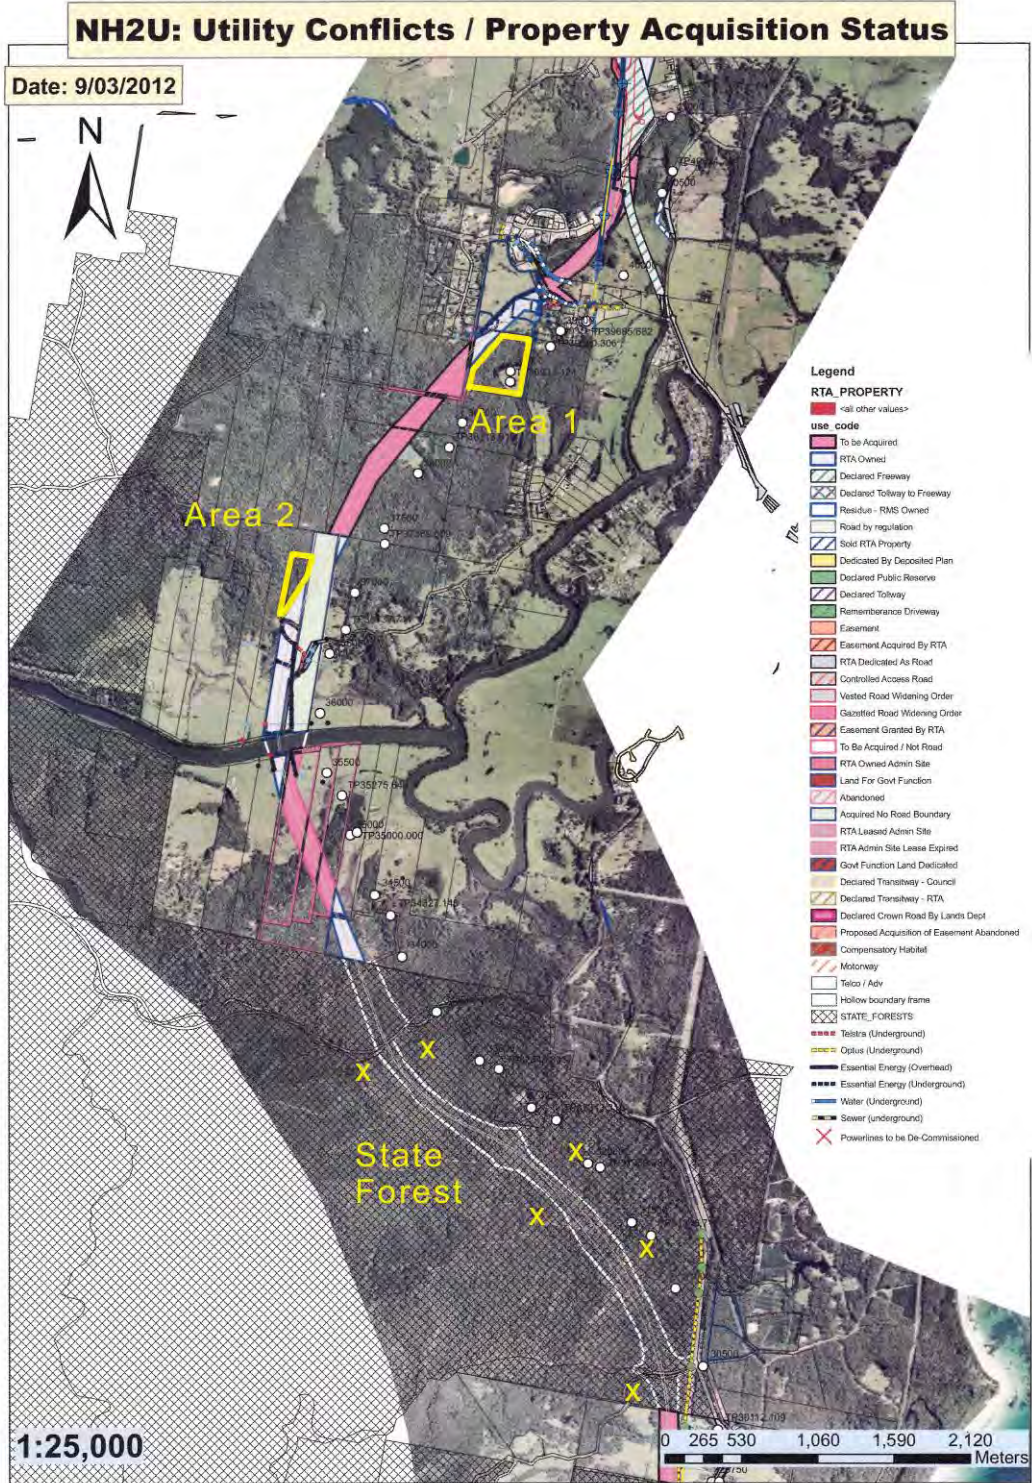 NH2U: Utility Conflicts / Property Acquisition Status
Date: 9/03/2012
N
Area 1
Area 2
36000
35500
TP35000.000
State
Forest
X
X
X
X
X
X
30500
Legend
RTA_PROPERTY
<all other values>
use_code
To be Acquired
RTA Owned
Declared Freeway
Declared Tollway to Freeway
Residue - RMS Owned
Road by regulation
Sold RTA Property
Dedicated By Deposited Plan
Declared Public Reserve
Declared Tollway
Rememberance Driveway
Easement
Easement Acquired By RTA
RTA Dedicated As Road
Controlled Access Road
Vested Road Widening Order
Gazetted Road Widening Order
Easement Granted By RTA
To Be Acquired / Not Road
RTA Owned Admin Site
Land For Govt Function
Abandoned
Acquired No Road Boundary
RTA Leased Admin Site
RTA Admin Site Lease Expired
Govt Function Land Dedicated
Declared Transitway - Council
Declared Transitway - RTA
Declared Crown Road By Lands Dept
Proposed Acquisition of Easement Abandoned
Compensatory Habitat
Motorway
Telco / Adv
Hollow boundary frame
STATE_FORESTS
Telstra (Underground)
Optus (Underground)
Essential Energy (Overhead)
Essential Energy (Underground)
Water (Underground)
Sewer (underground)
Powerlines to be De-Commissioned
1:25,000
0 265 530 1,060 1,590 2,120
Meters